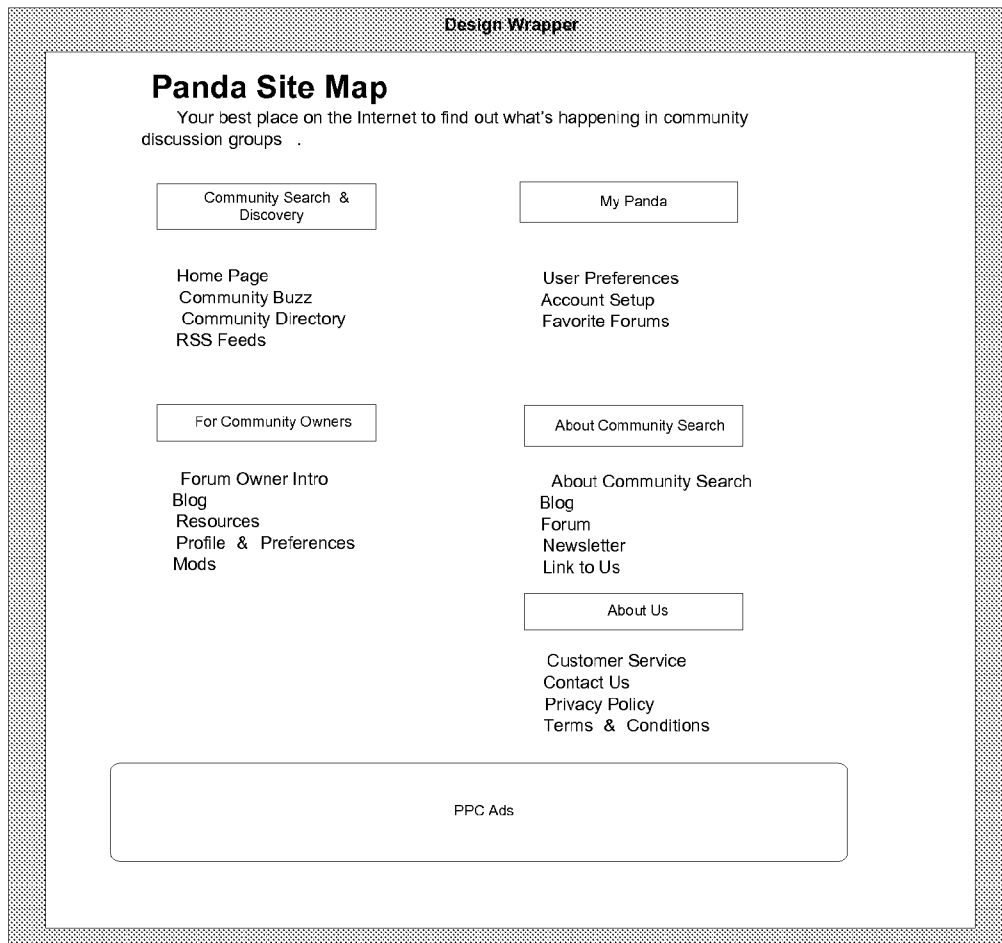 Design Wrapper
Panda Site Map
Your best place on the Internet to find out what's happening in community
discussion groups .
Community Search &
Discovery
Home Page
Community Buzz
Community Directory
RSS Feeds
My Panda
User Preferences
Account Setup
Favorite Forums
For Community Owners
Forum Owner Intro
Blog
Resources
Profile & Preferences
Mods
About Community Search
About Community Search
Blog
Forum
Newsletter
Link to Us
About Us
Customer Service
Contact Us
Privacy Policy
Terms & Conditions
PPC Ads